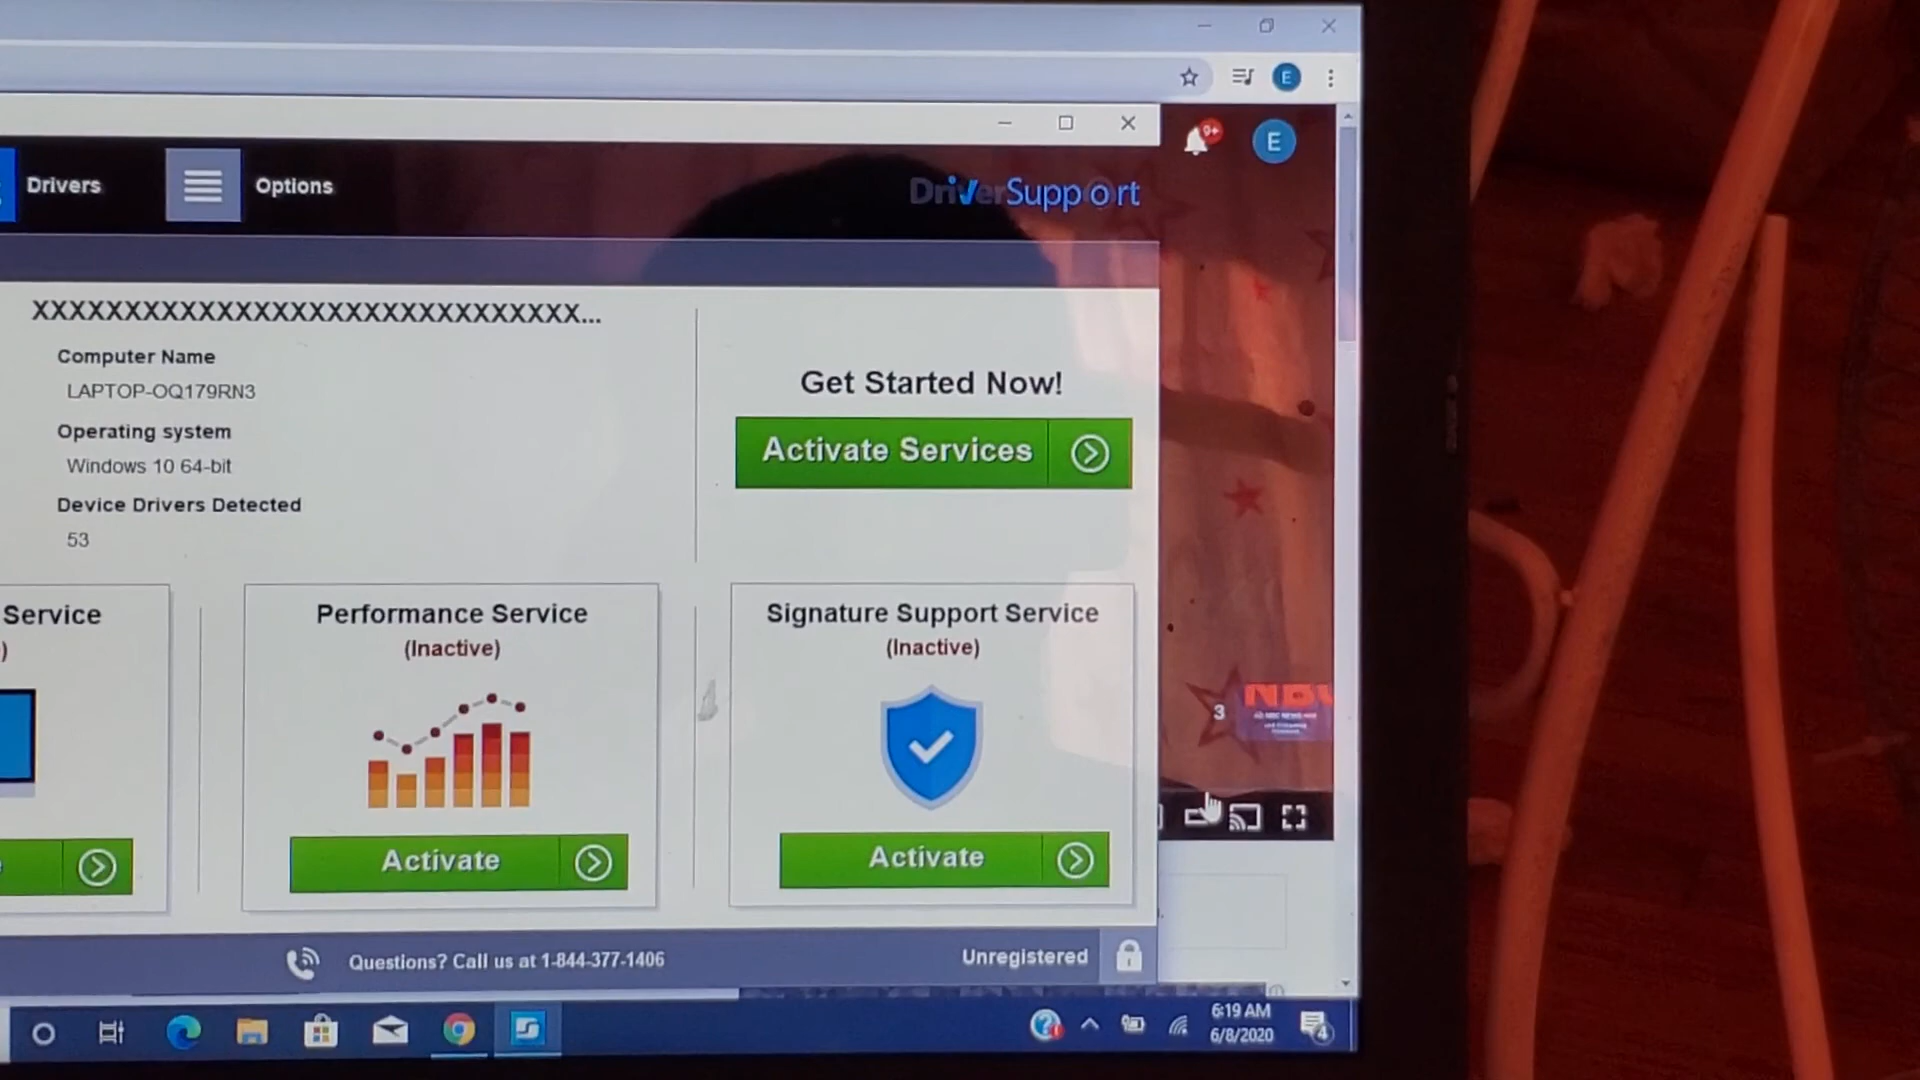 E
9+
E
Drivers
Options
DriverSupport
XXXXXXXXXXXXXXXXXXXXXXXXXXXXXX...
Computer Name
LAPTOP-OQ179RN3
Operating system
Windows 10 64-bit
Device Drivers Detected
53
Get Started Now!
Activate Services
Service
)
Performance Service
(Inactive)
Activate
Signature Support Service
(Inactive)
Activate
3
Questions? Call us at 1-844-377-1406
Unregistered
6:19 AM
6/8/2020
4